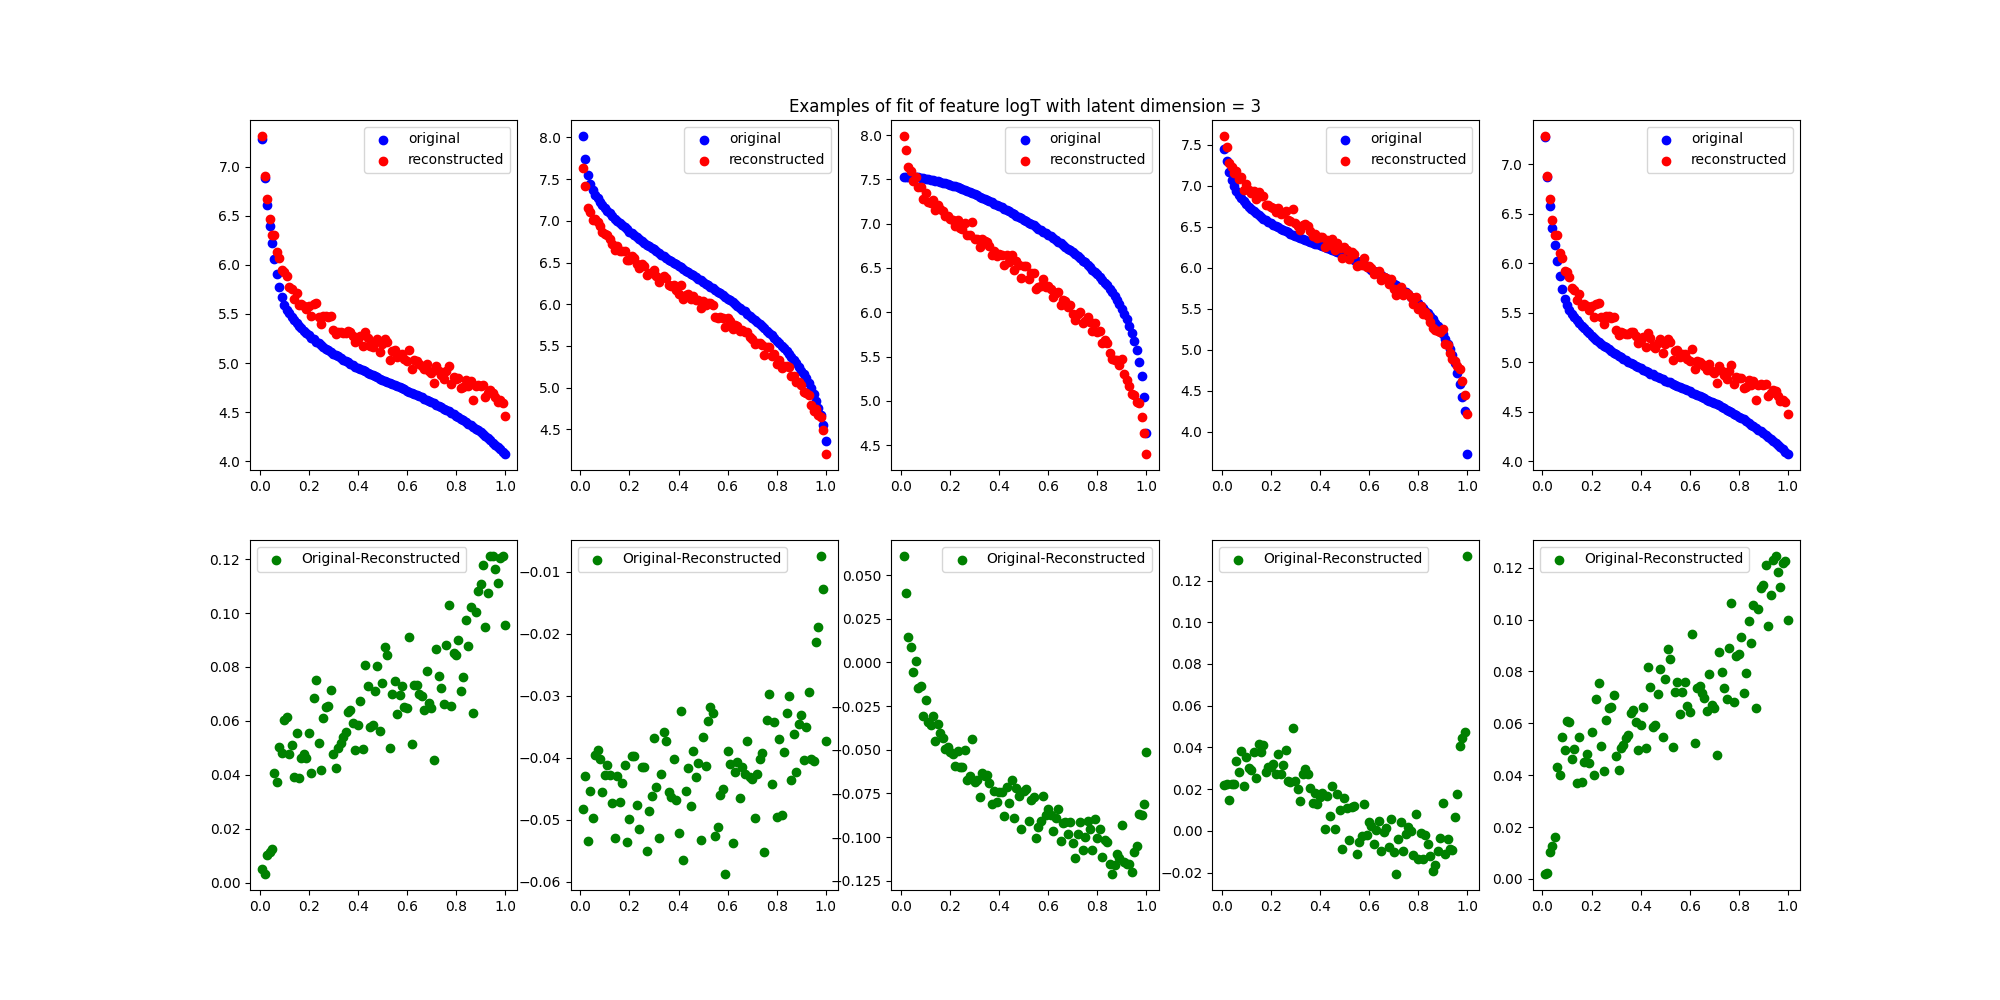 Examples of fit of feature logT with latent dimension = 3
original
reconstructed
7.0
6.5
6.0
5.5
5.0
4.5
4.0
0.0 0.2 0.4 0.6 0.8 1.0
original
reconstructed
8.0
7.5
7.0
6.5
6.0
5.5
5.0
4.5
0.0 0.2 0.4 0.6 0.8 1.0
original
reconstructed
8.0
7.5
7.0
6.5
6.0
5.5
5.0
4.5
0.0 0.2 0.4 0.6 0.8 1.0
original
reconstructed
7.5
7.0
6.5
6.0
5.5
5.0
4.5
4.0
0.0 0.2 0.4 0.6 0.8 1.0
original
reconstructed
7.0
6.5
6.0
5.5
5.0
4.5
4.0
0.0 0.2 0.4 0.6 0.8 1.0
Original-Reconstructed
0.12
0.10
0.08
0.06
0.04
0.02
0.00
0.0 0.2 0.4 0.6 0.8 1.0
Original-Reconstructed
−0.01
−0.02
−0.03
−0.04
−0.05
−0.06
0.0 0.2 0.4 0.6 0.8 1.0
Original-Reconstructed
0.050
0.025
0.000
−0.025
−0.050
−0.075
−0.100
−0.125
0.0 0.2 0.4 0.6 0.8 1.0
Original-Reconstructed
0.12
0.10
0.08
0.06
0.04
0.02
0.00
−0.02
0.0 0.2 0.4 0.6 0.8 1.0
Original-Reconstructed
0.12
0.10
0.08
0.06
0.04
0.02
0.00
0.0 0.2 0.4 0.6 0.8 1.0